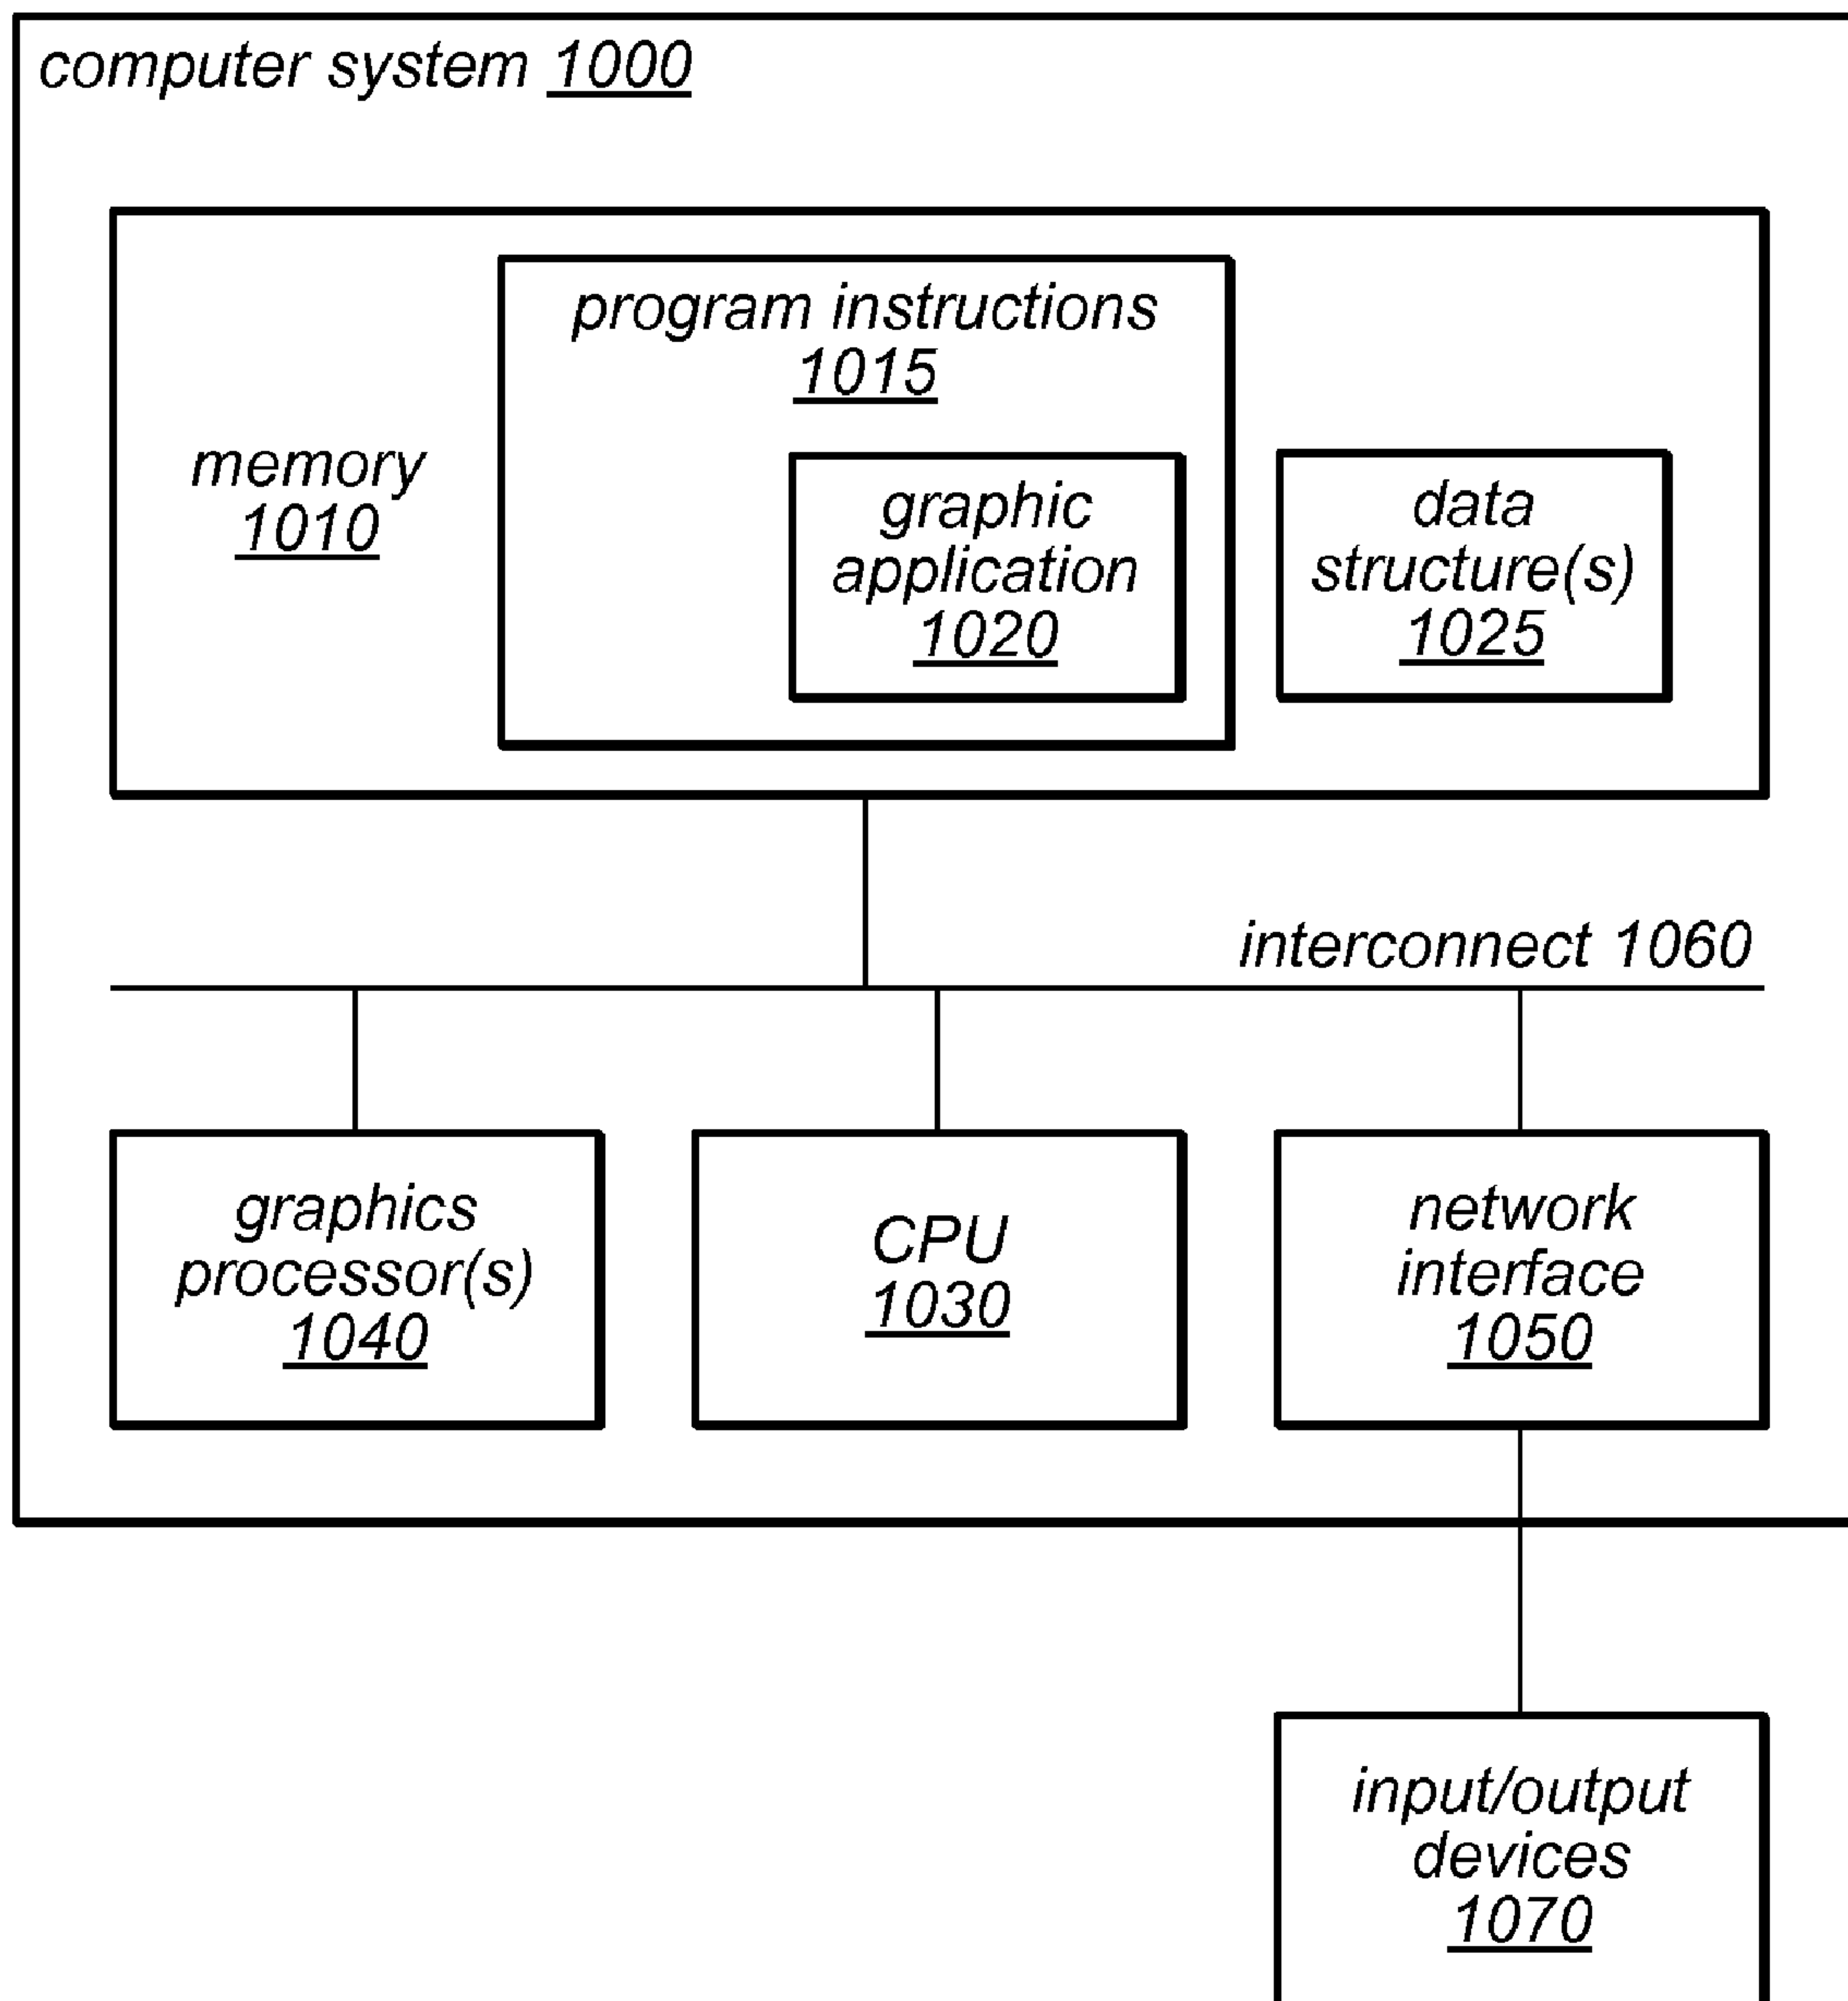 computer system 1000
program instructions
1015
memory
1010
graphic
application
1020
data
structure(s)
1025
interconnect 1060
graphics
processor(s)
1040
CPU
1030
network
interface
1050
input/output
devices
1070